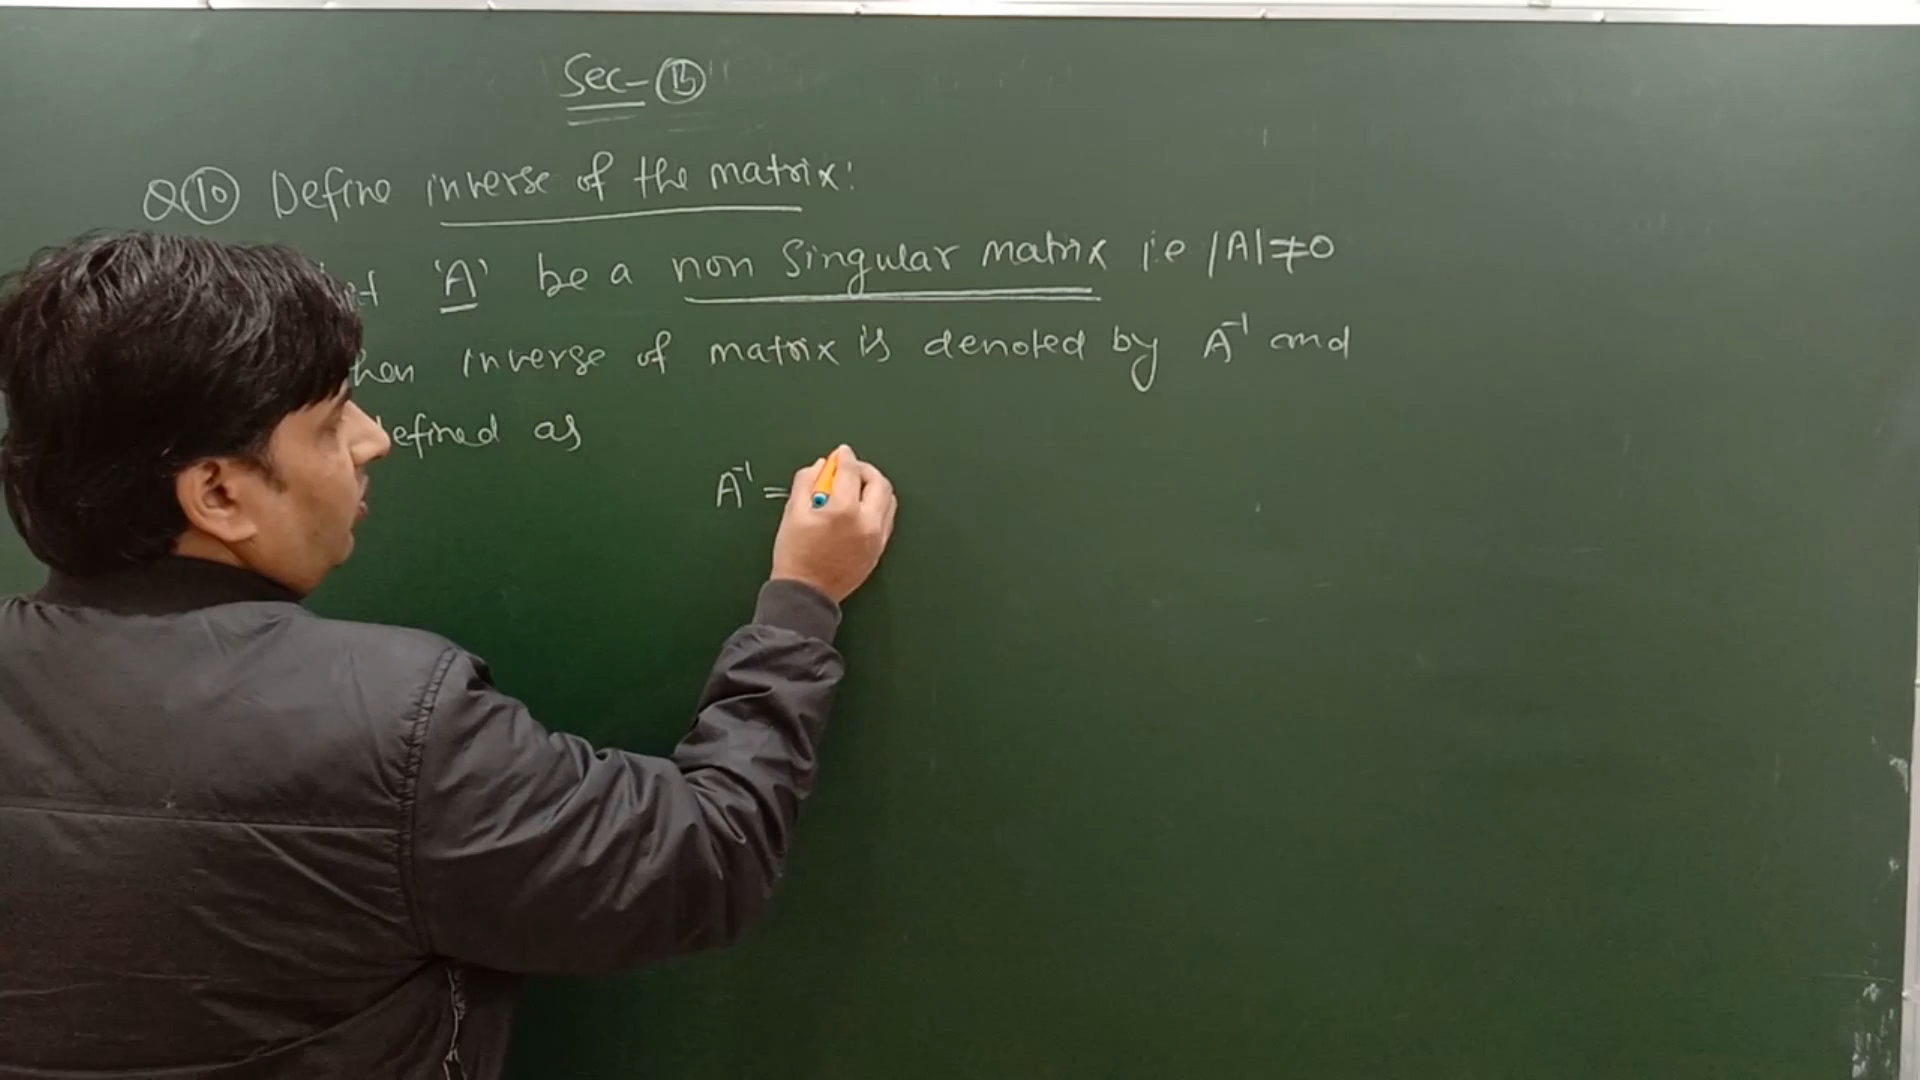 Sec - B
Q 10 Define inverse of the matrix:
'A' be a non Singular matrix i.e |A| ≠ 0
inverse of matrix is denoted by A⁻¹ and
as
A⁻¹ =